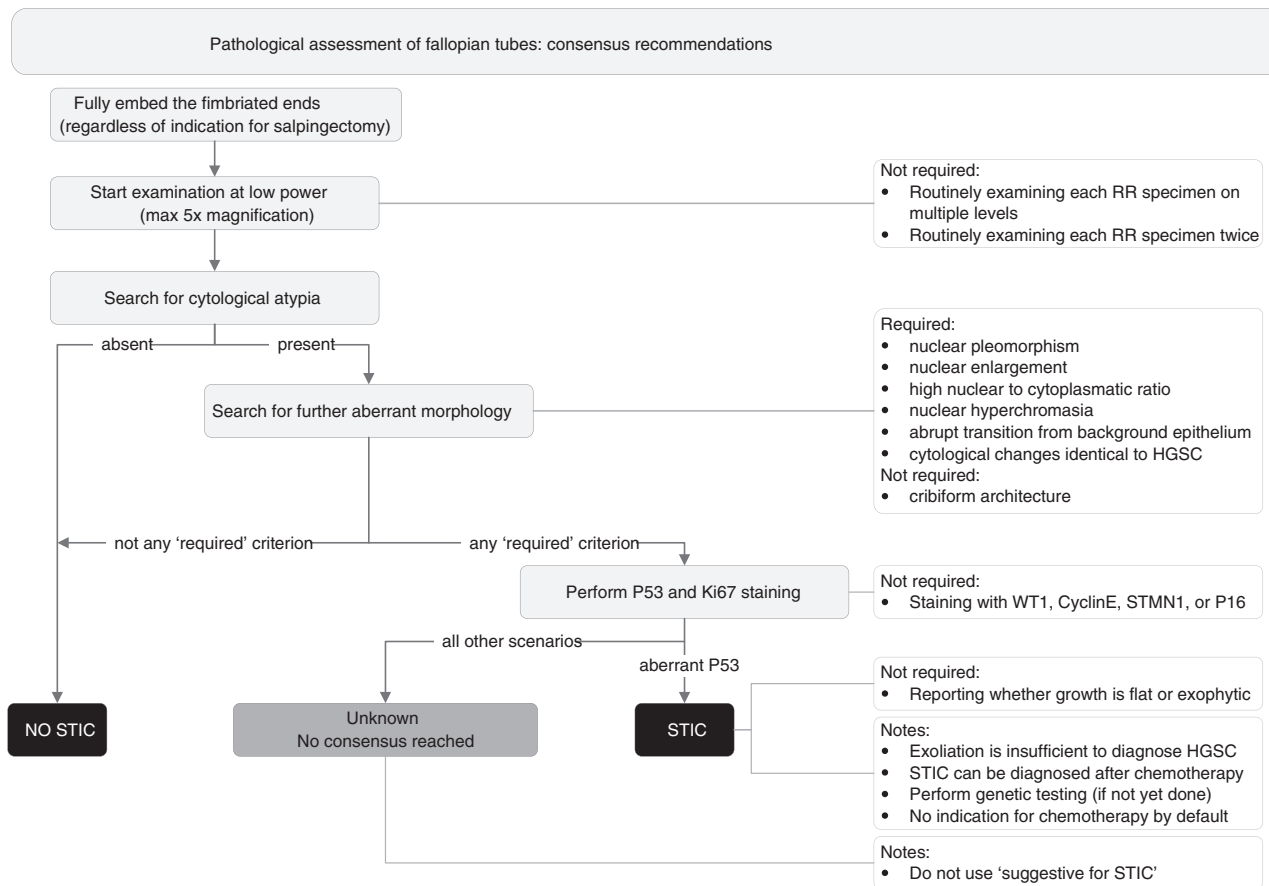 Pathological assessment of fallopian tubes: consensus recommendations
Fully embed the fimbriated ends
(regardless of indication for salpingectomy)
Start examination at low power
(max 5x magnification)
Not required:
• Routinely examining each RR specimen on
multiple levels
• Routinely examining each RR specimen twice
Search for cytological atypia
absent
present
Search for further aberrant morphology
Required:
• nuclear pleomorphism
• nuclear enlargement
• high nuclear to cytoplasmatic ratio
• nuclear hyperchromasia
• abrupt transition from background epithelium
• cytological changes identical to HGSC
Not required:
• cribiform architecture
not any ‘required’ criterion
any ‘required’ criterion
Perform P53 and Ki67 staining
Not required:
• Staining with WT1, CyclinE, STMN1, or P16
all other scenarios
aberrant P53
NO STIC
Unknown
No consensus reached
STIC
Not required:
• Reporting whether growth is flat or exophytic
Notes:
• Exoliation is insufficient to diagnose HGSC
• STIC can be diagnosed after chemotherapy
• Perform genetic testing (if not yet done)
• No indication for chemotherapy by default
Notes:
• Do not use ‘suggestive for STIC’